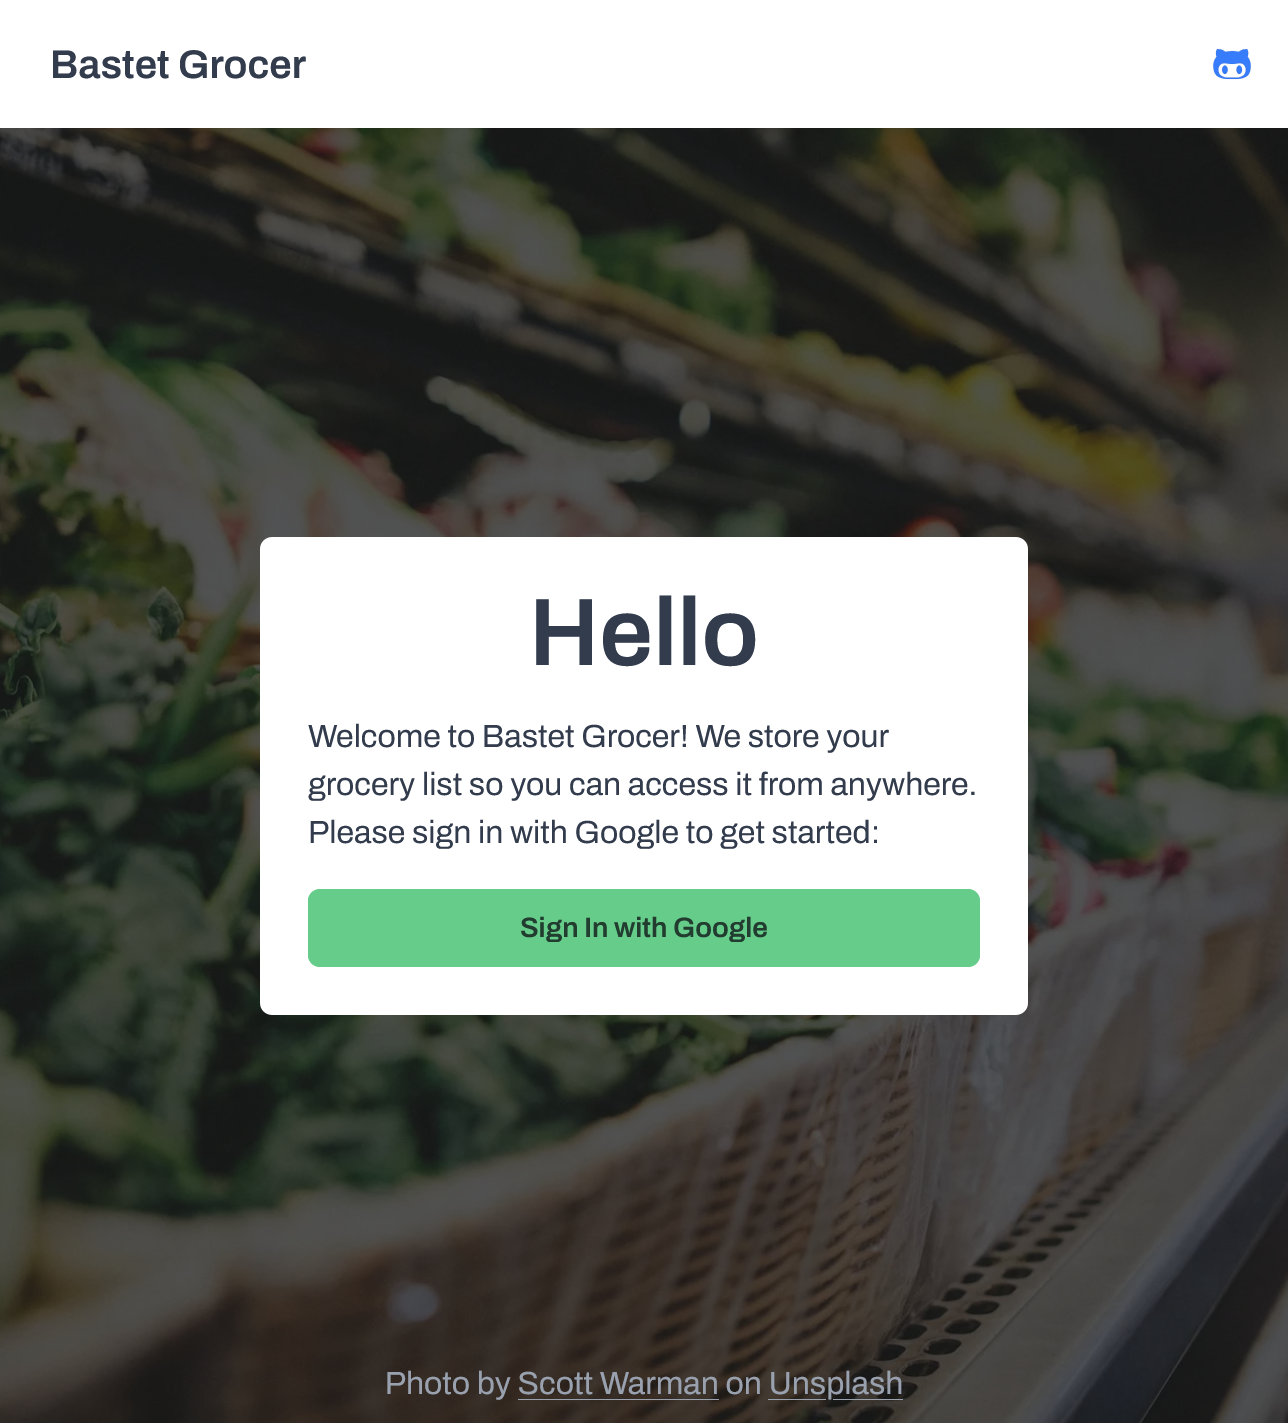 Bastet Grocer
Hello
Welcome to Bastet Grocer! We store your
grocery list so you can access it from anywhere.
Please sign in with Google to get started:
Sign In with Google
Photo by Scott Warman on Unsplash